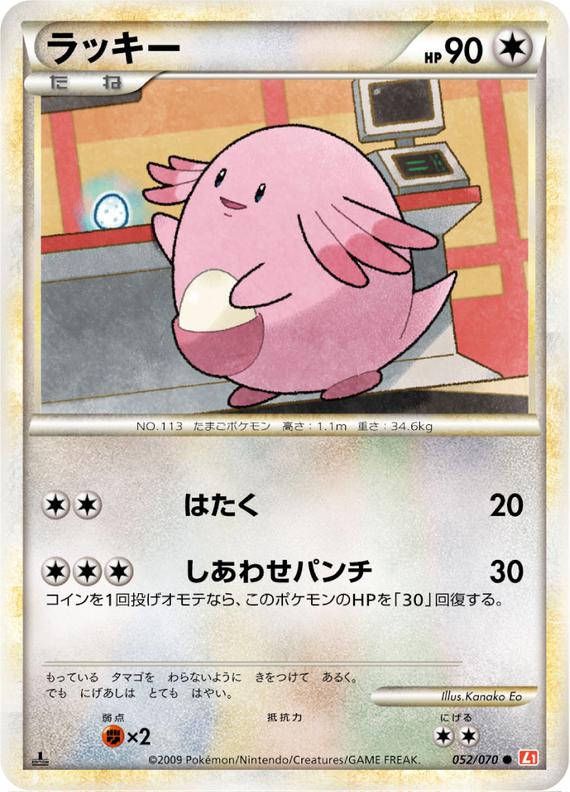 ラッキー
HP90
たね
NO.113 たまごポケモン 高さ：1.1m 重さ：34.6kg
はたく 20
しあわせパンチ 30
コインを1回投げオモテなら、このポケモンのHPを「30」回復する。
もっている タマゴを わらないように きをつけて あるく。
でも にげあしは とても はやい。
Illus.Kanako Eo
弱点 抵抗力 にげる
×2
1 EDITION ©2009 Pokémon/Nintendo/Creatures/GAME FREAK. 052/070 ● L1